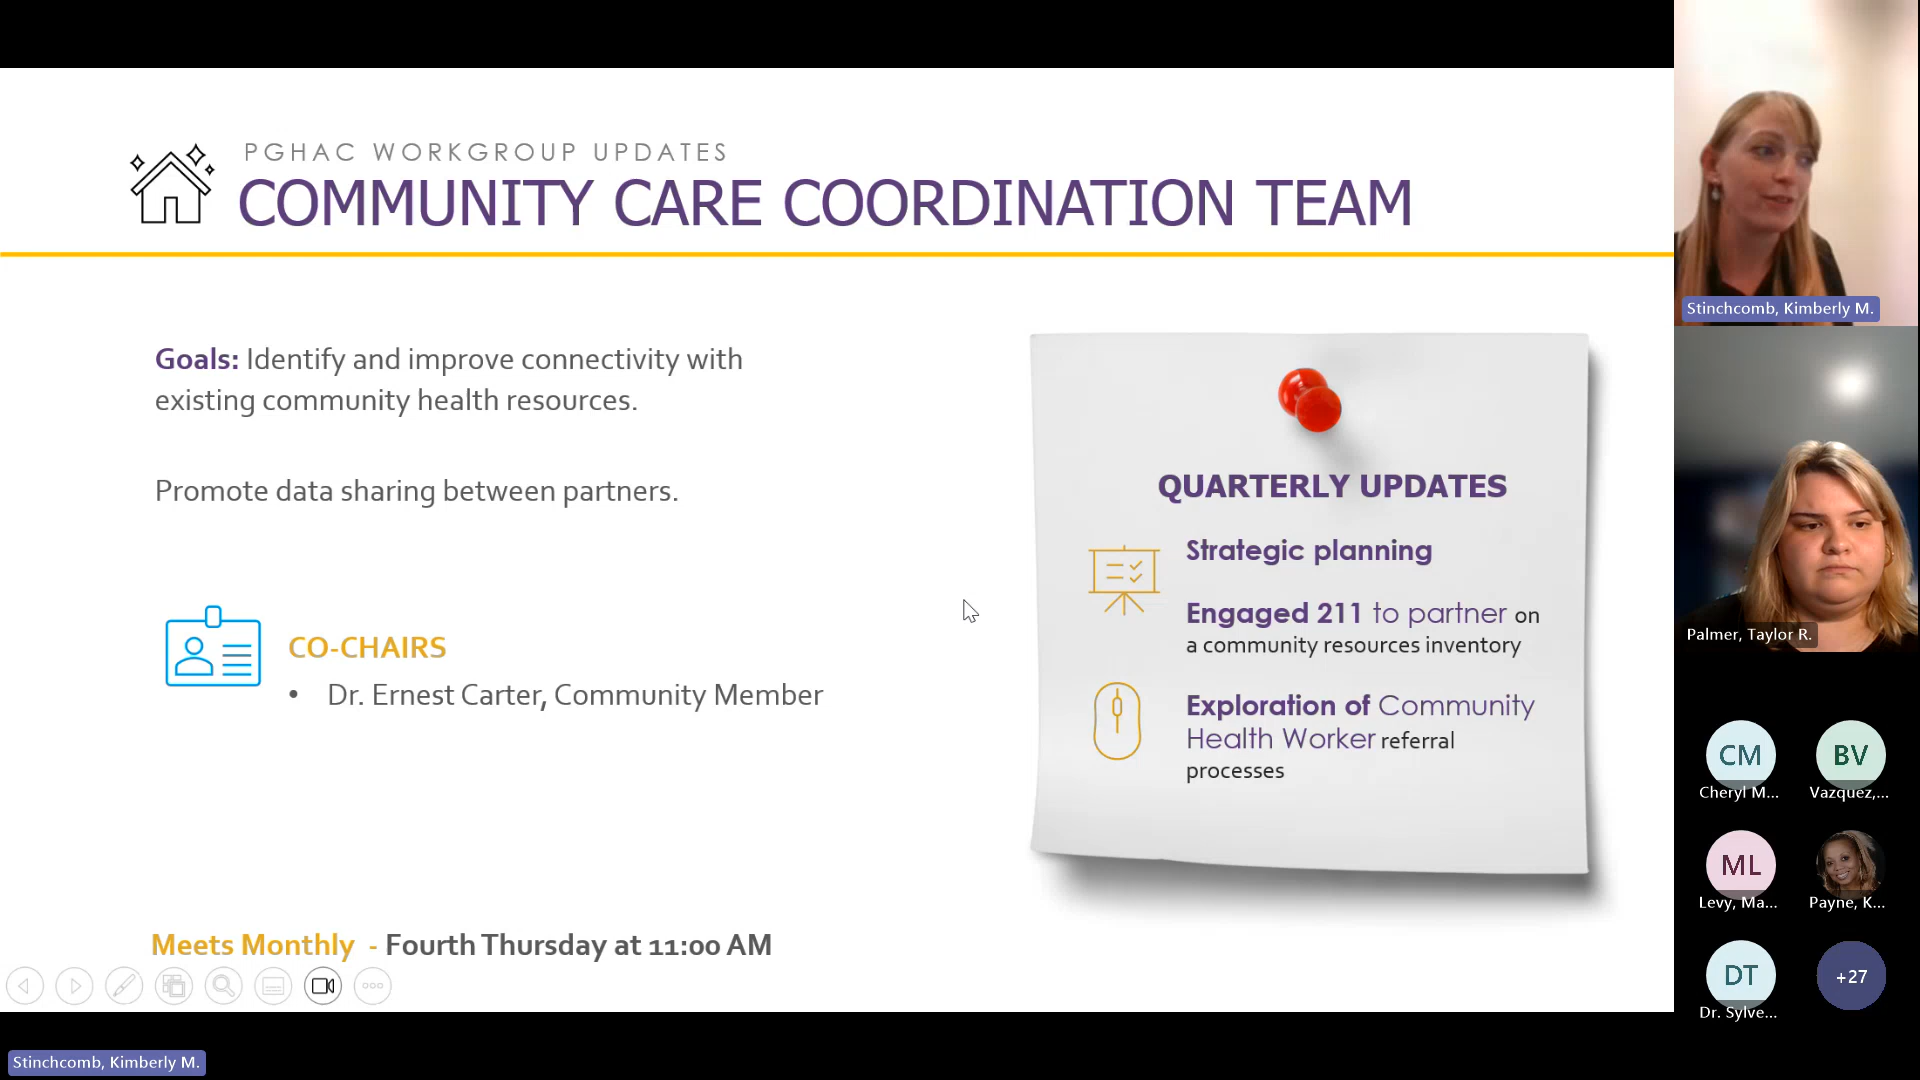 PGHAC WORKGROUP UPDATES
COMMUNITY CARE COORDINATION TEAM
Goals: Identify and improve connectivity with
existing community health resources.
Promote data sharing between partners.
CO-CHAIRS
• Dr. Ernest Carter, Community Member
Meets Monthly - Fourth Thursday at 11:00 AM
QUARTERLY UPDATES
Strategic planning
Engaged 211 to partner on
a community resources inventory
Exploration of Community
Health Worker referral
processes
Stinchcomb, Kimberly M.
Palmer, Taylor R.
CM
Cheryl M...
BV
Vazquez,...
ML
Levy, Ma...
Payne, K...
DT
Dr. Sylve...
+27
Stinchcomb, Kimberly M.